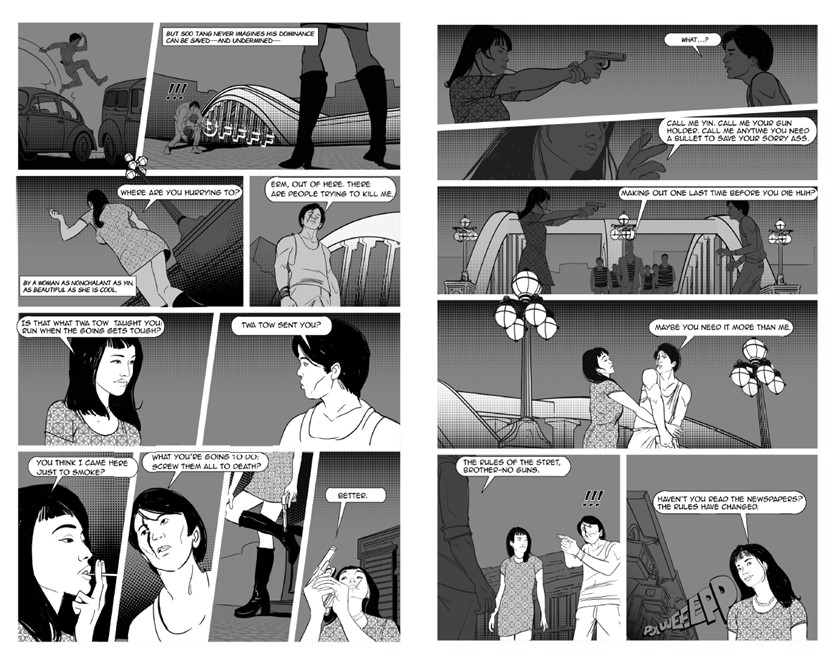 BUT SOO TANG NEVER IMAGINES HIS DOMINANCE
CAN BE SAVED—AND UNDERMINED—
!!!
OFFFF
WHERE ARE YOU HURRYING TO?
BY A WOMAN AS NONCHALANT AS YIN,
AS BEAUTIFUL AS SHE IS COOL.
ERM, OUT OF HERE. THERE
ARE PEOPLE TRYING TO KILL ME.
IS THAT WHAT TWA TOW TAUGHT YOU:
RUN WHEN THE GOING GETS TOUGH?
TWA TOW SENT YOU?
YOU THINK I CAME HERE
JUST TO SMOKE?
WHAT YOU'RE GOING TO DO:
SCREW THEM ALL TO DEATH?
BETTER.
WHAT...?
CALL ME YIN. CALL ME YOUR GUN
HOLDER. CALL ME ANYTIME YOU NEED
A BULLET TO SAVE YOUR SORRY ASS.
MAKING OUT ONE LAST TIME BEFORE YOU DIE HUH?
MAYBE YOU NEED IT MORE THAN ME.
THE RULES OF THE STRET,
BROTHER-NO GUNS.
!!!
HAVEN'T YOU READ THE NEWSPAPERS?
THE RULES HAVE CHANGED.